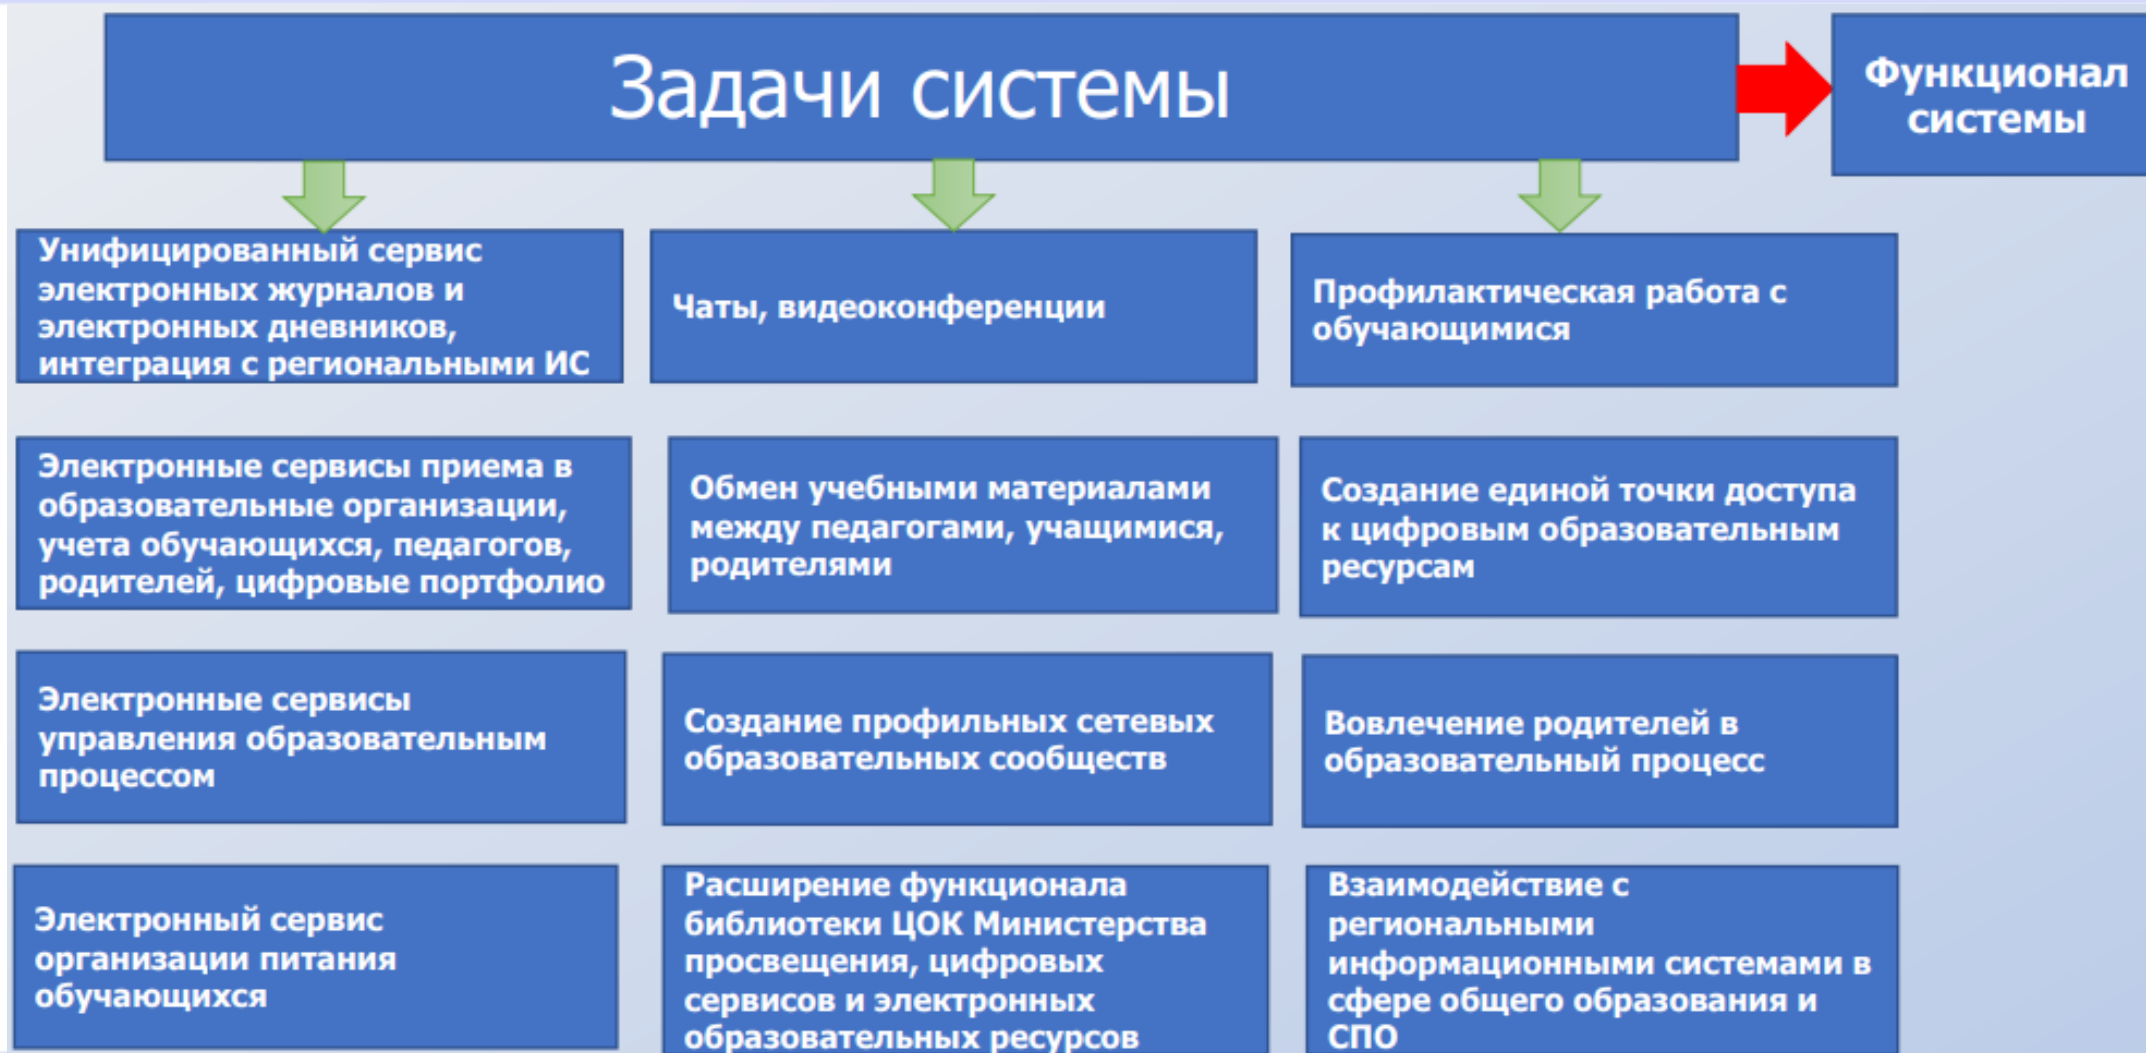 Задачи системы
Функционал
системы
Унифицированный сервис
электронных журналов и
электронных дневников,
интеграция с региональными ИС
Чаты, видеоконференции
Профилактическая работа с
обучающимися
Электронные сервисы приема в
образовательные организации,
учета обучающихся, педагогов,
родителей, цифровые портфолио
Обмен учебными материалами
между педагогами, учащимися,
родителями
Создание единой точки доступа
к цифровым образовательным
ресурсам
Электронные сервисы
управления образовательным
процессом
Создание профильных сетевых
образовательных сообществ
Вовлечение родителей в
образовательный процесс
Электронный сервис
организации питания
обучающихся
Расширение функционала
библиотеки ЦОК Министерства
просвещения, цифровых
сервисов и электронных
образовательных ресурсов
Взаимодействие с
региональными
информационными системами в
сфере общего образования и
СПО